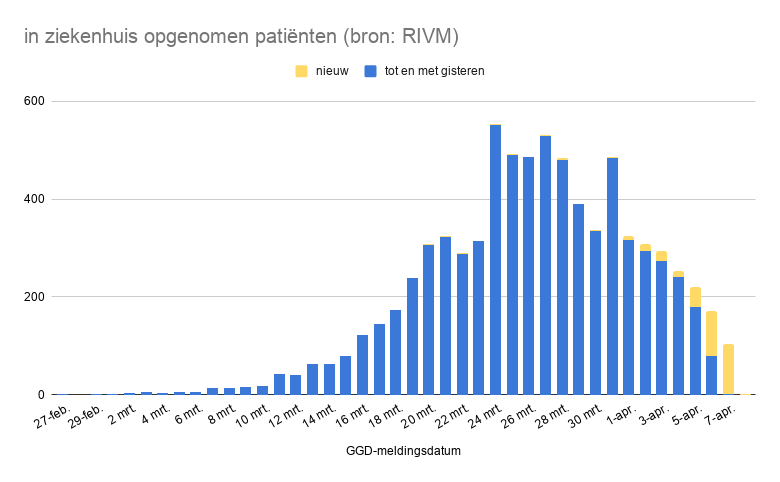 in ziekenhuis opgenomen patiënten (bron: RIVM)
nieuw
tot en met gisteren
600
400
200
0
27-feb.
29-feb.
2 mrt.
4 mrt.
6 mrt.
8 mrt.
10 mrt.
12 mrt.
14 mrt.
16 mrt.
18 mrt.
20 mrt.
22 mrt.
24 mrt.
26 mrt.
28 mrt.
30 mrt.
1-apr.
3-apr.
5-apr.
7-apr.
GGD-meldingsdatum